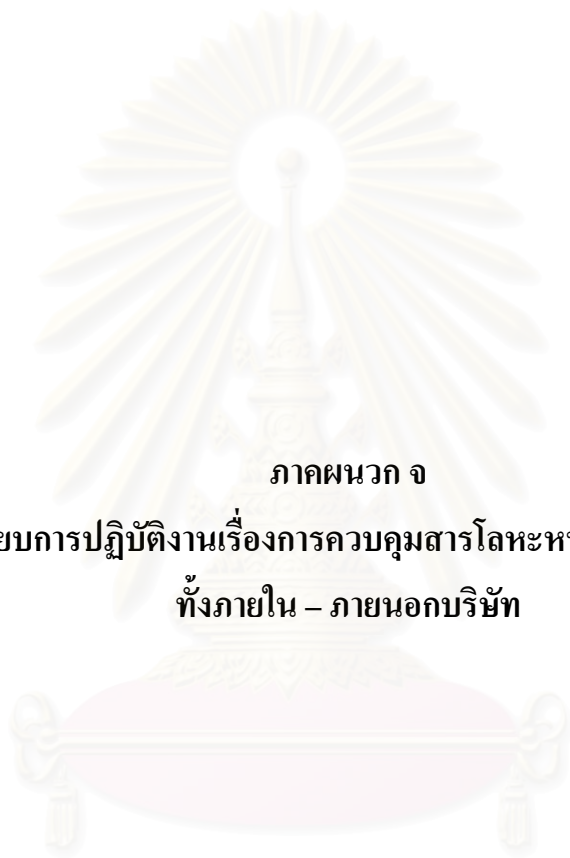 ภาคผนวก จ
ยบการปฏิบัติงานเรื่องการควบคุมสารโลหะห
ทั้งภายใน – ภายนอกบริษัท